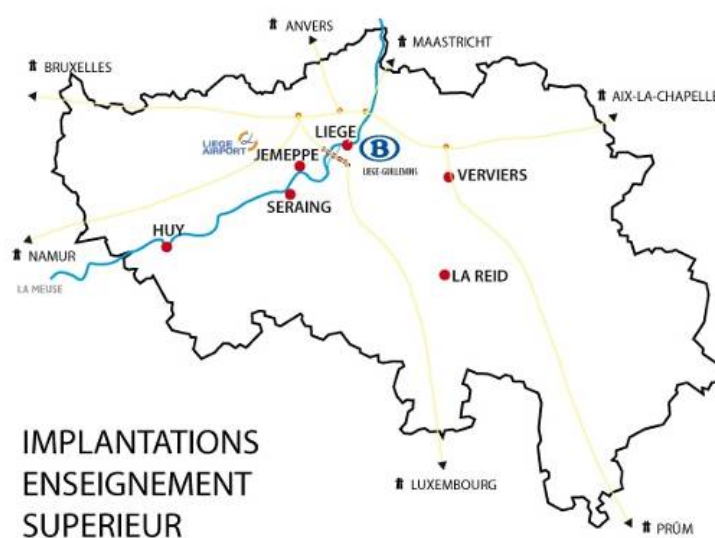 ANVERS
MAASTRICHT
BRUXELLES
AIX-LA-CHAPELLE
LIEGE
AIRPORT
LIEGE
B
LIEGE-GUILLEMINS
JEMEPPE
VERVIERS
SERAING
HUY
NAMUR
LA MEUSE
LA REID
LUXEMBOURG
PRÜM
IMPLANTATIONS
ENSEIGNEMENT
SUPERIEUR